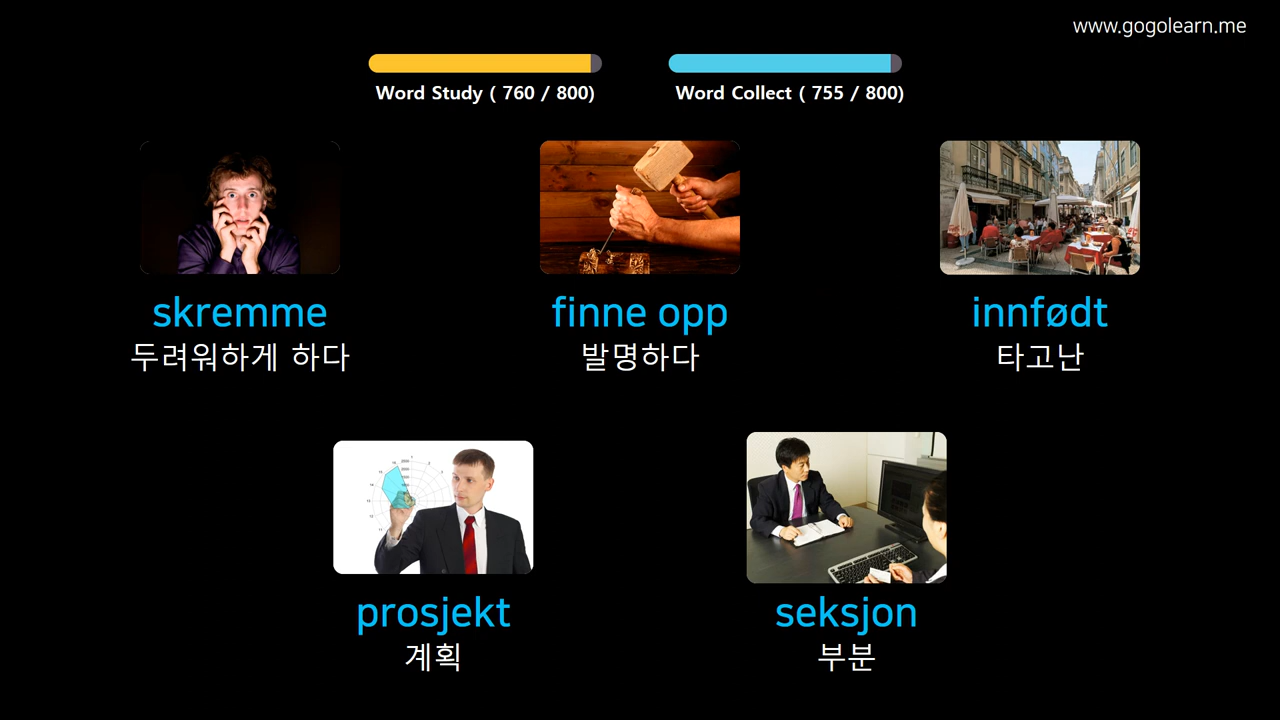 www.gogolearn.me
Word Study ( 760 / 800)
Word Collect ( 755 / 800)
skremme
두려워하게 하다
finne opp
발명하다
innfødt
타고난
prosjekt
계획
seksjon
부분